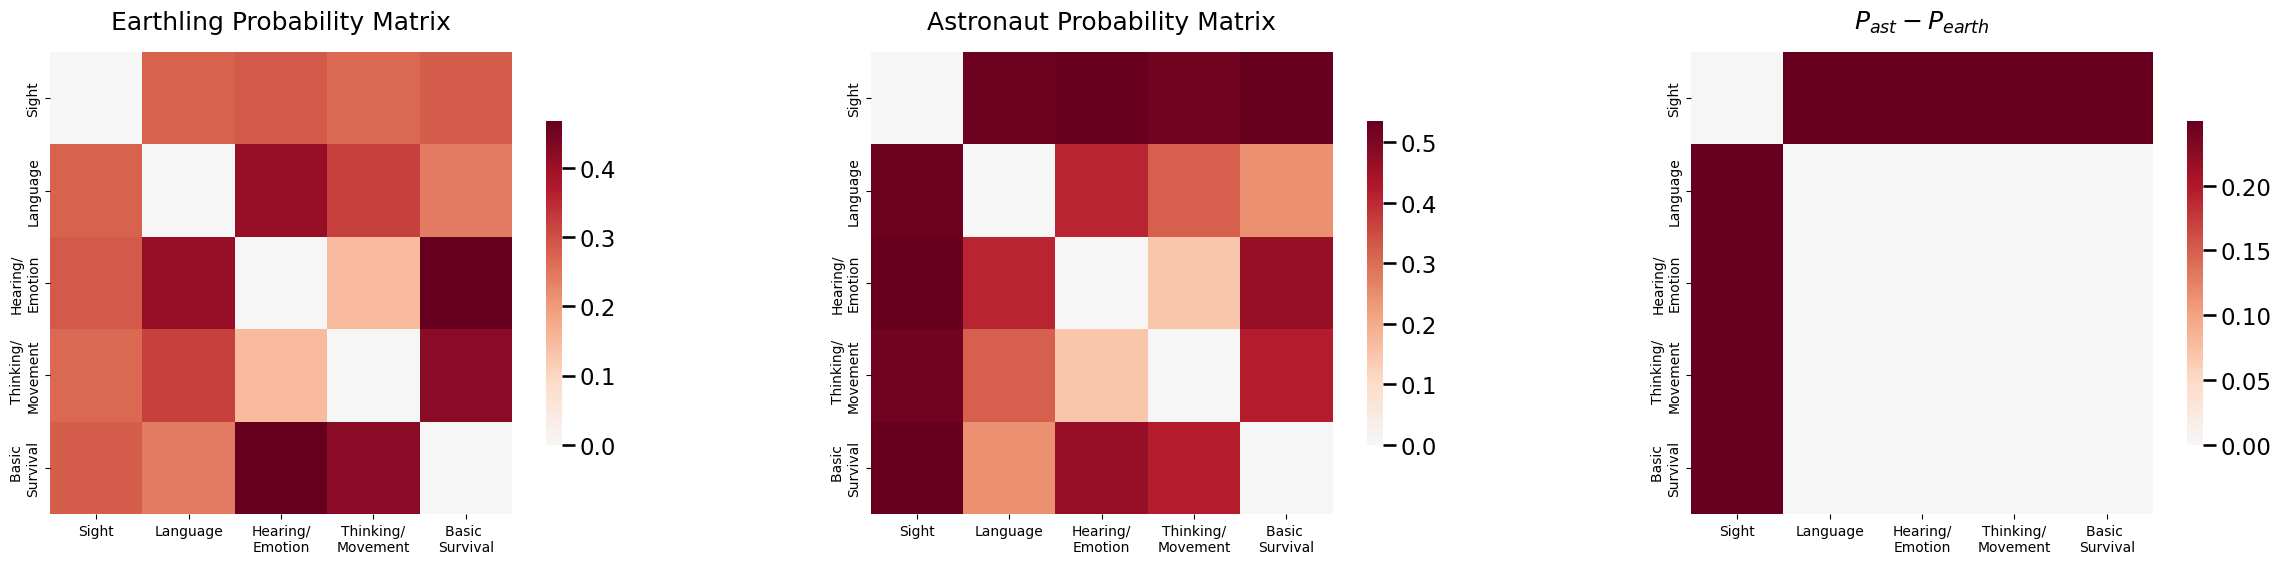 Earthling Probability Matrix
Sight
Language
Hearing/
Emotion
Thinking/
Movement
Basic
Survival
Sight
Language
Hearing/
Emotion
Thinking/
Movement
Basic
Survival
0.4
0.3
0.2
0.1
0.0
Astronaut Probability Matrix
Sight
Language
Hearing/
Emotion
Thinking/
Movement
Basic
Survival
Sight
Language
Hearing/
Emotion
Thinking/
Movement
Basic
Survival
0.5
0.4
0.3
0.2
0.1
0.0
P_{ast} − P_{earth}
Sight
Language
Hearing/
Emotion
Thinking/
Movement
Basic
Survival
Sight
Language
Hearing/
Emotion
Thinking/
Movement
Basic
Survival
0.20
0.15
0.10
0.05
0.00